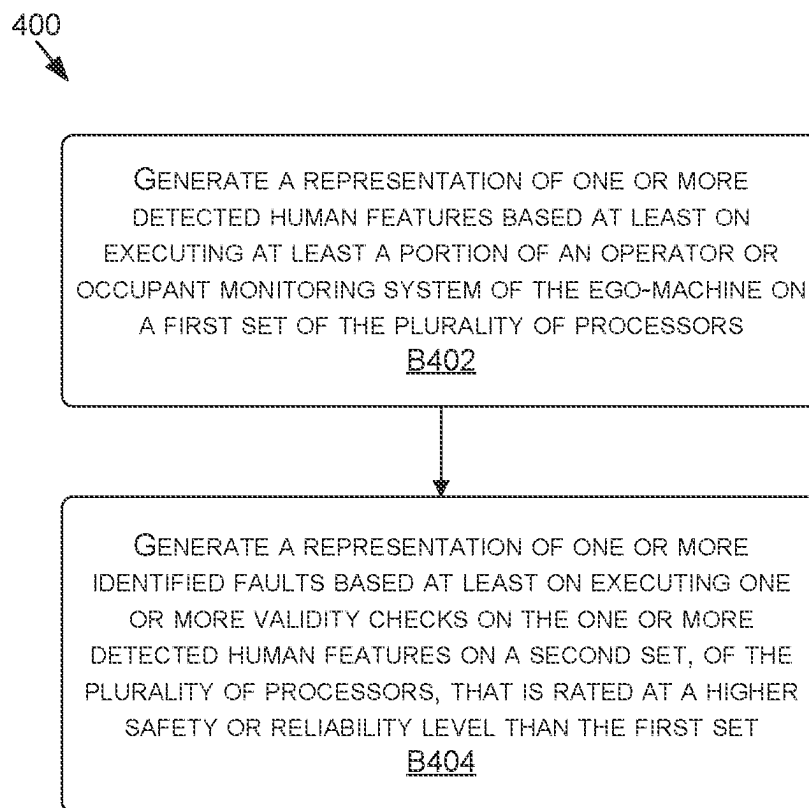 400
GENERATE A REPRESENTATION OF ONE OR MORE
DETECTED HUMAN FEATURES BASED AT LEAST ON
EXECUTING AT LEAST A PORTION OF AN OPERATOR OR
OCCUPANT MONITORING SYSTEM OF THE EGO-MACHINE ON
A FIRST SET OF THE PLURALITY OF PROCESSORS
B402
GENERATE A REPRESENTATION OF ONE OR MORE
IDENTIFIED FAULTS BASED AT LEAST ON EXECUTING ONE
OR MORE VALIDITY CHECKS ON THE ONE OR MORE
DETECTED HUMAN FEATURES ON A SECOND SET, OF THE
PLURALITY OF PROCESSORS, THAT IS RATED AT A HIGHER
SAFETY OR RELIABILITY LEVEL THAN THE FIRST SET
B404